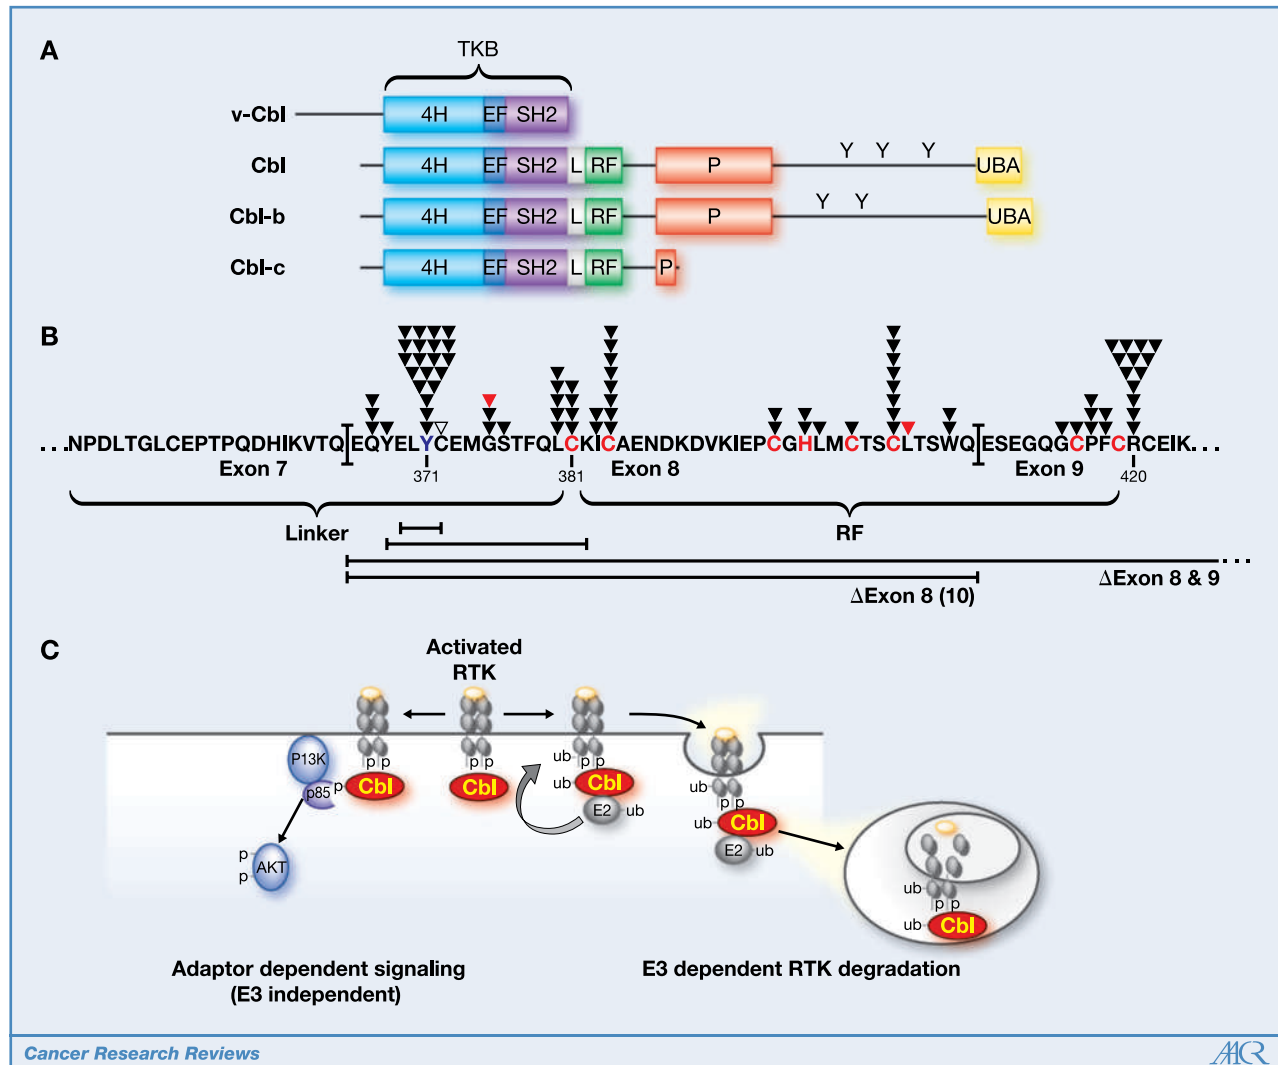 A
TKB
v-Cbl 4H EF SH2
Cbl 4H EF SH2 L RF P Y Y Y UBA
Cbl-b 4H EF SH2 L RF P Y Y UBA
Cbl-c 4H EF SH2 L RF P
B
...NPDLTGLCEPTPQDHIKVTQEQYELYCEMGSTFQLCKICAENDKDVKIEPCGHLMCTSCLTSWQESEGQGCPFCRCEIK...
Exon 7 371 381 Exon 8 Exon 9 420
Linker RF
ΔExon 8 & 9
ΔExon 8 (10)
C
Activated
RTK
P13K
p85
p
p p
Cbl
AKT
p
p
p p
Cbl
ub
p p
ub
Cbl
E2
ub
ub
p p
ub
Cbl
E2
ub
ub
p p
ub
Cbl
Adaptor dependent signaling
(E3 independent)
E3 dependent RTK degradation
Cancer Research Reviews
AACR